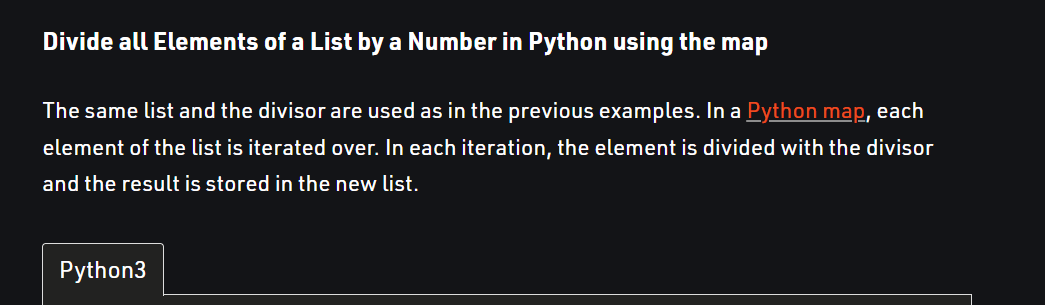 Divide all Elements of a List by a Number in Python using the map
The same list and the divisor are used as in the previous examples. In a Python map, each
element of the list is iterated over. In each iteration, the element is divided with the divisor
and the result is stored in the new list.
Python3